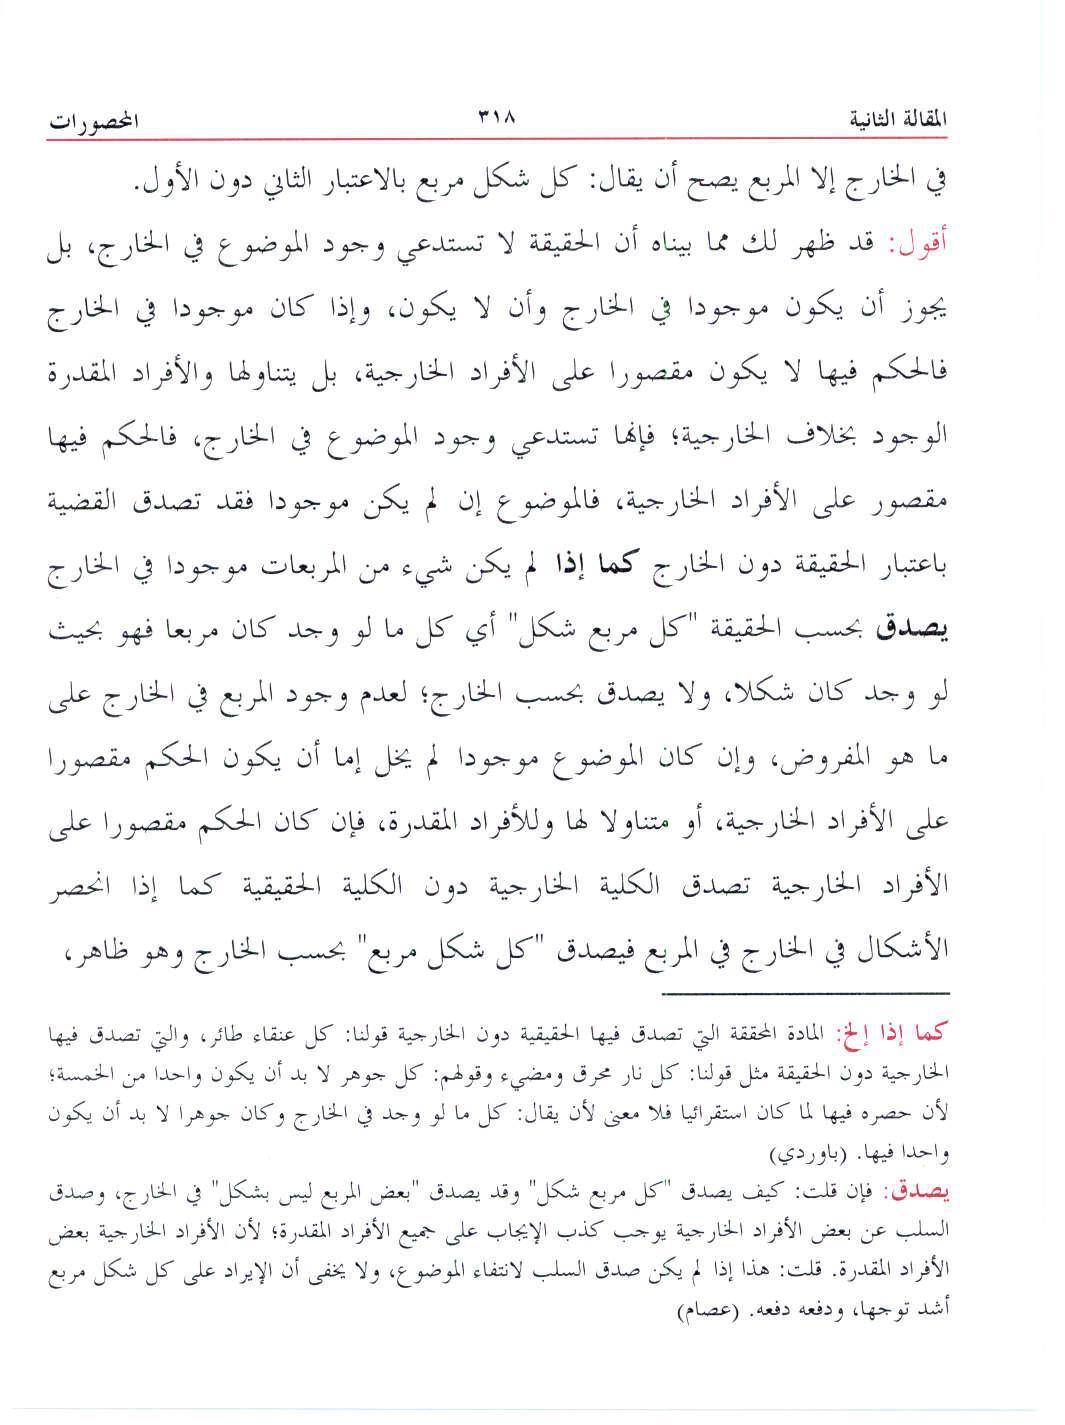 المقالة الثانية ٣١٨ المحصورات
في الخارج إلا المربع يصح أن يقال: كل شكل مربع بالاعتبار الثاني دون الأول.
أقول: قد ظهر لك مما بيناه أن الحقيقة لا تستدعي وجود الموضوع في الخارج، بل
يجوز أن يكون موجودا في الخارج وأن لا يكون، وإذا كان موجودا في الخارج
فالحكم فيها لا يكون مقصورا على الأفراد الخارجية، بل يتناولها والأفراد المقدرة
الوجود بخلاف الخارجية؛ فإنها تستدعي وجود الموضوع في الخارج، فالحكم فيها
مقصور على الأفراد الخارجية، فالموضوع إن لم يكن موجودا فقد تصدق القضية
باعتبار الحقيقة دون الخارج كما إذا لم يكن شيء من المربعات موجودا في الخارج
يصدق بحسب الحقيقة "كل مربع شكل" أي كل ما لو وجد كان مربعا فهو بحيث
لو وجد كان شكلا، ولا يصدق بحسب الخارج؛ لعدم وجود المربع في الخارج على
ما هو المفروض، وإن كان الموضوع موجودا لم يخل إما أن يكون الحكم مقصورا
على الأفراد الخارجية، أو متناولا لها وللأفراد المقدرة، فإن كان الحكم مقصورا على
الأفراد الخارجية تصدق الكلية الخارجية دون الكلية الحقيقية كما إذا انحصر
الأشكال في الخارج في المربع فيصدق "كل شكل مربع" بحسب الخارج وهو ظاهر،
كما إذا إلخ: المادة المحققة التي تصدق فيها الحقيقية دون الخارجية قولنا: كل عنقاء طائر، والتي تصدق فيها
الخارجية دون الحقيقة مثل قولنا: كل نار محرق ومضيء وقولهم: كل جوهر لا بد أن يكون واحدا من الخمسة؛
لأن حصره فيها لما كان استقرائيا فلا معنى لأن يقال: كل ما لو وجد في الخارج وكان جوهرا لا بد أن يكون
واحدا فيها. (باوردي)
يصدق: فإن قلت: كيف يصدق "كل مربع شكل" وقد يصدق "بعض المربع ليس بشكل" في الخارج، وصدق
السلب عن بعض الأفراد الخارجية يوجب كذب الإيجاب على جميع الأفراد المقدرة؛ لأن الأفراد الخارجية بعض
الأفراد المقدرة. قلت: هذا إذا لم يكن صدق السلب لانتفاء الموضوع، ولا يخفى أن الإيراد على كل شكل مربع
أشد توجها، ودفعه دفعه. (عصام)